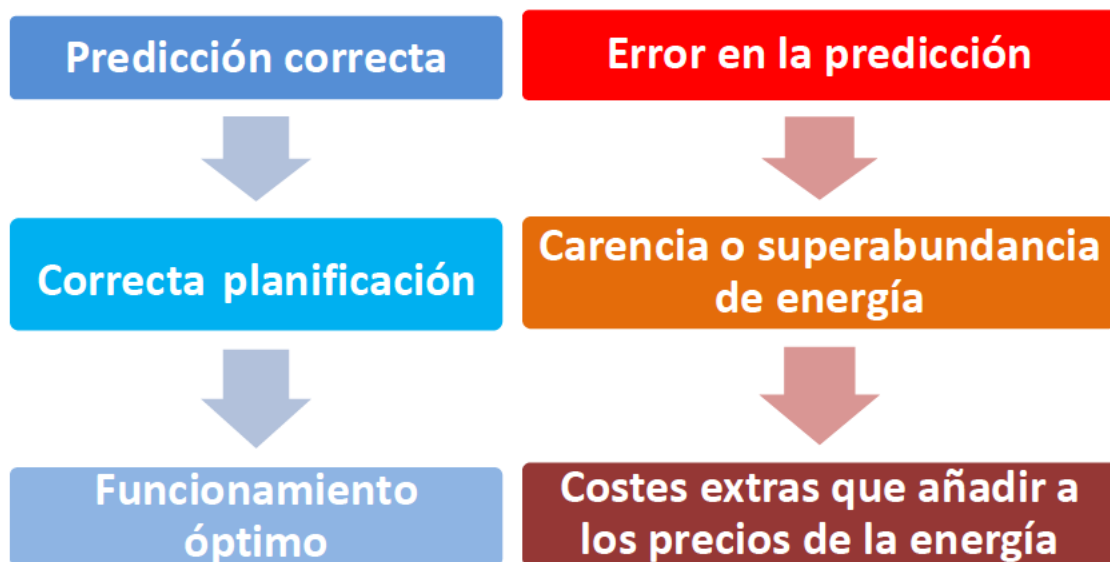 Predicción correcta
Error en la predicción
Correcta planificación
Carencia o superabundancia
de energía
Funcionamiento
óptimo
Costes extras que añadir a
los precios de la energía